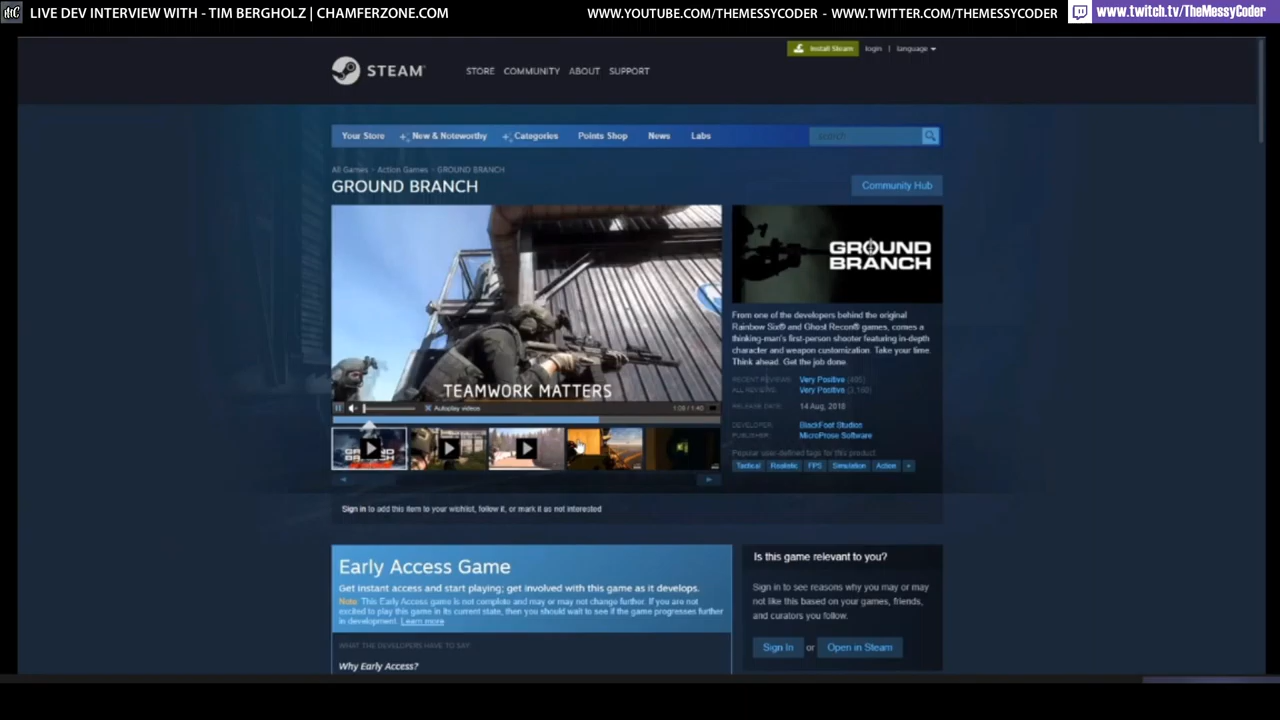 LIVE DEV INTERVIEW WITH - TIM BERGHOLZ | CHAMFERZONE.COM
WWW.YOUTUBE.COM/THEMESSYCODER - WWW.TWITTER.COM/THEMESSYCODER
www.twitch.tv/TheMessyCoder
Install Steam login | language
STEAM
STORE COMMUNITY ABOUT SUPPORT
Your Store New & Noteworthy Categories Points Shop News Labs
search
All Games > Action Games > GROUND BRANCH
GROUND BRANCH
Community Hub
TEAMWORK MATTERS
Autoplay videos
1:09 / 1:40
GROUND
BRANCH
From one of the developers behind the original
Rainbow Six® and Ghost Recon® games, comes a
thinking-man's first-person shooter featuring in-depth
character and weapon customization. Take your time.
Think ahead. Get the job done.
RECENT REVIEWS: Very Positive (495)
ALL REVIEWS: Very Positive (3,160)
RELEASE DATE: 14 Aug, 2018
DEVELOPER: BlackFoot Studios
PUBLISHER: MicroProse Software
Popular user-defined tags for this product:
Tactical Realistic FPS Simulation Action +
Sign in to add this item to your wishlist, follow it, or mark it as not interested
Early Access Game
Get instant access and start playing; get involved with this game as it develops.
Note: This Early Access game is not complete and may or may not change further. If you are not
excited to play this game in its current state, then you should wait to see if the game progresses further
in development. Learn more
WHAT THE DEVELOPERS HAVE TO SAY:
Why Early Access?
Is this game relevant to you?
Sign in to see reasons why you may or may
not like this based on your games, friends,
and curators you follow.
Sign In or Open in Steam